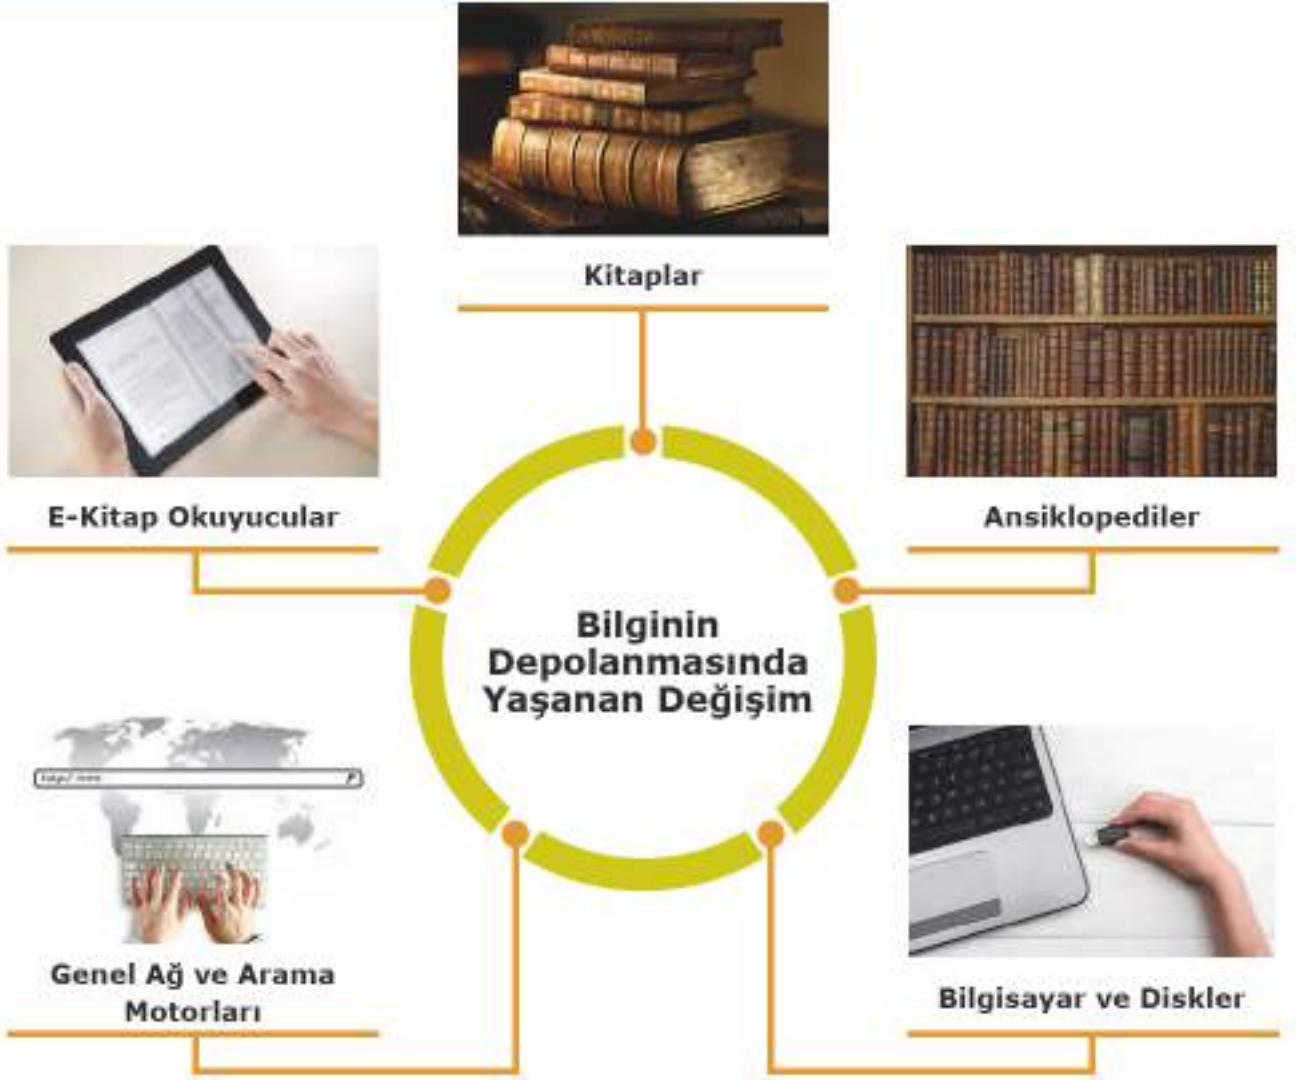 Kitaplar
E-Kitap Okuyucular
Ansiklopediler
Bilginin
Depolanmasında
Yaşanan Değişim
Genel Ağ ve Arama
Motorları
Bilgisayar ve Diskler